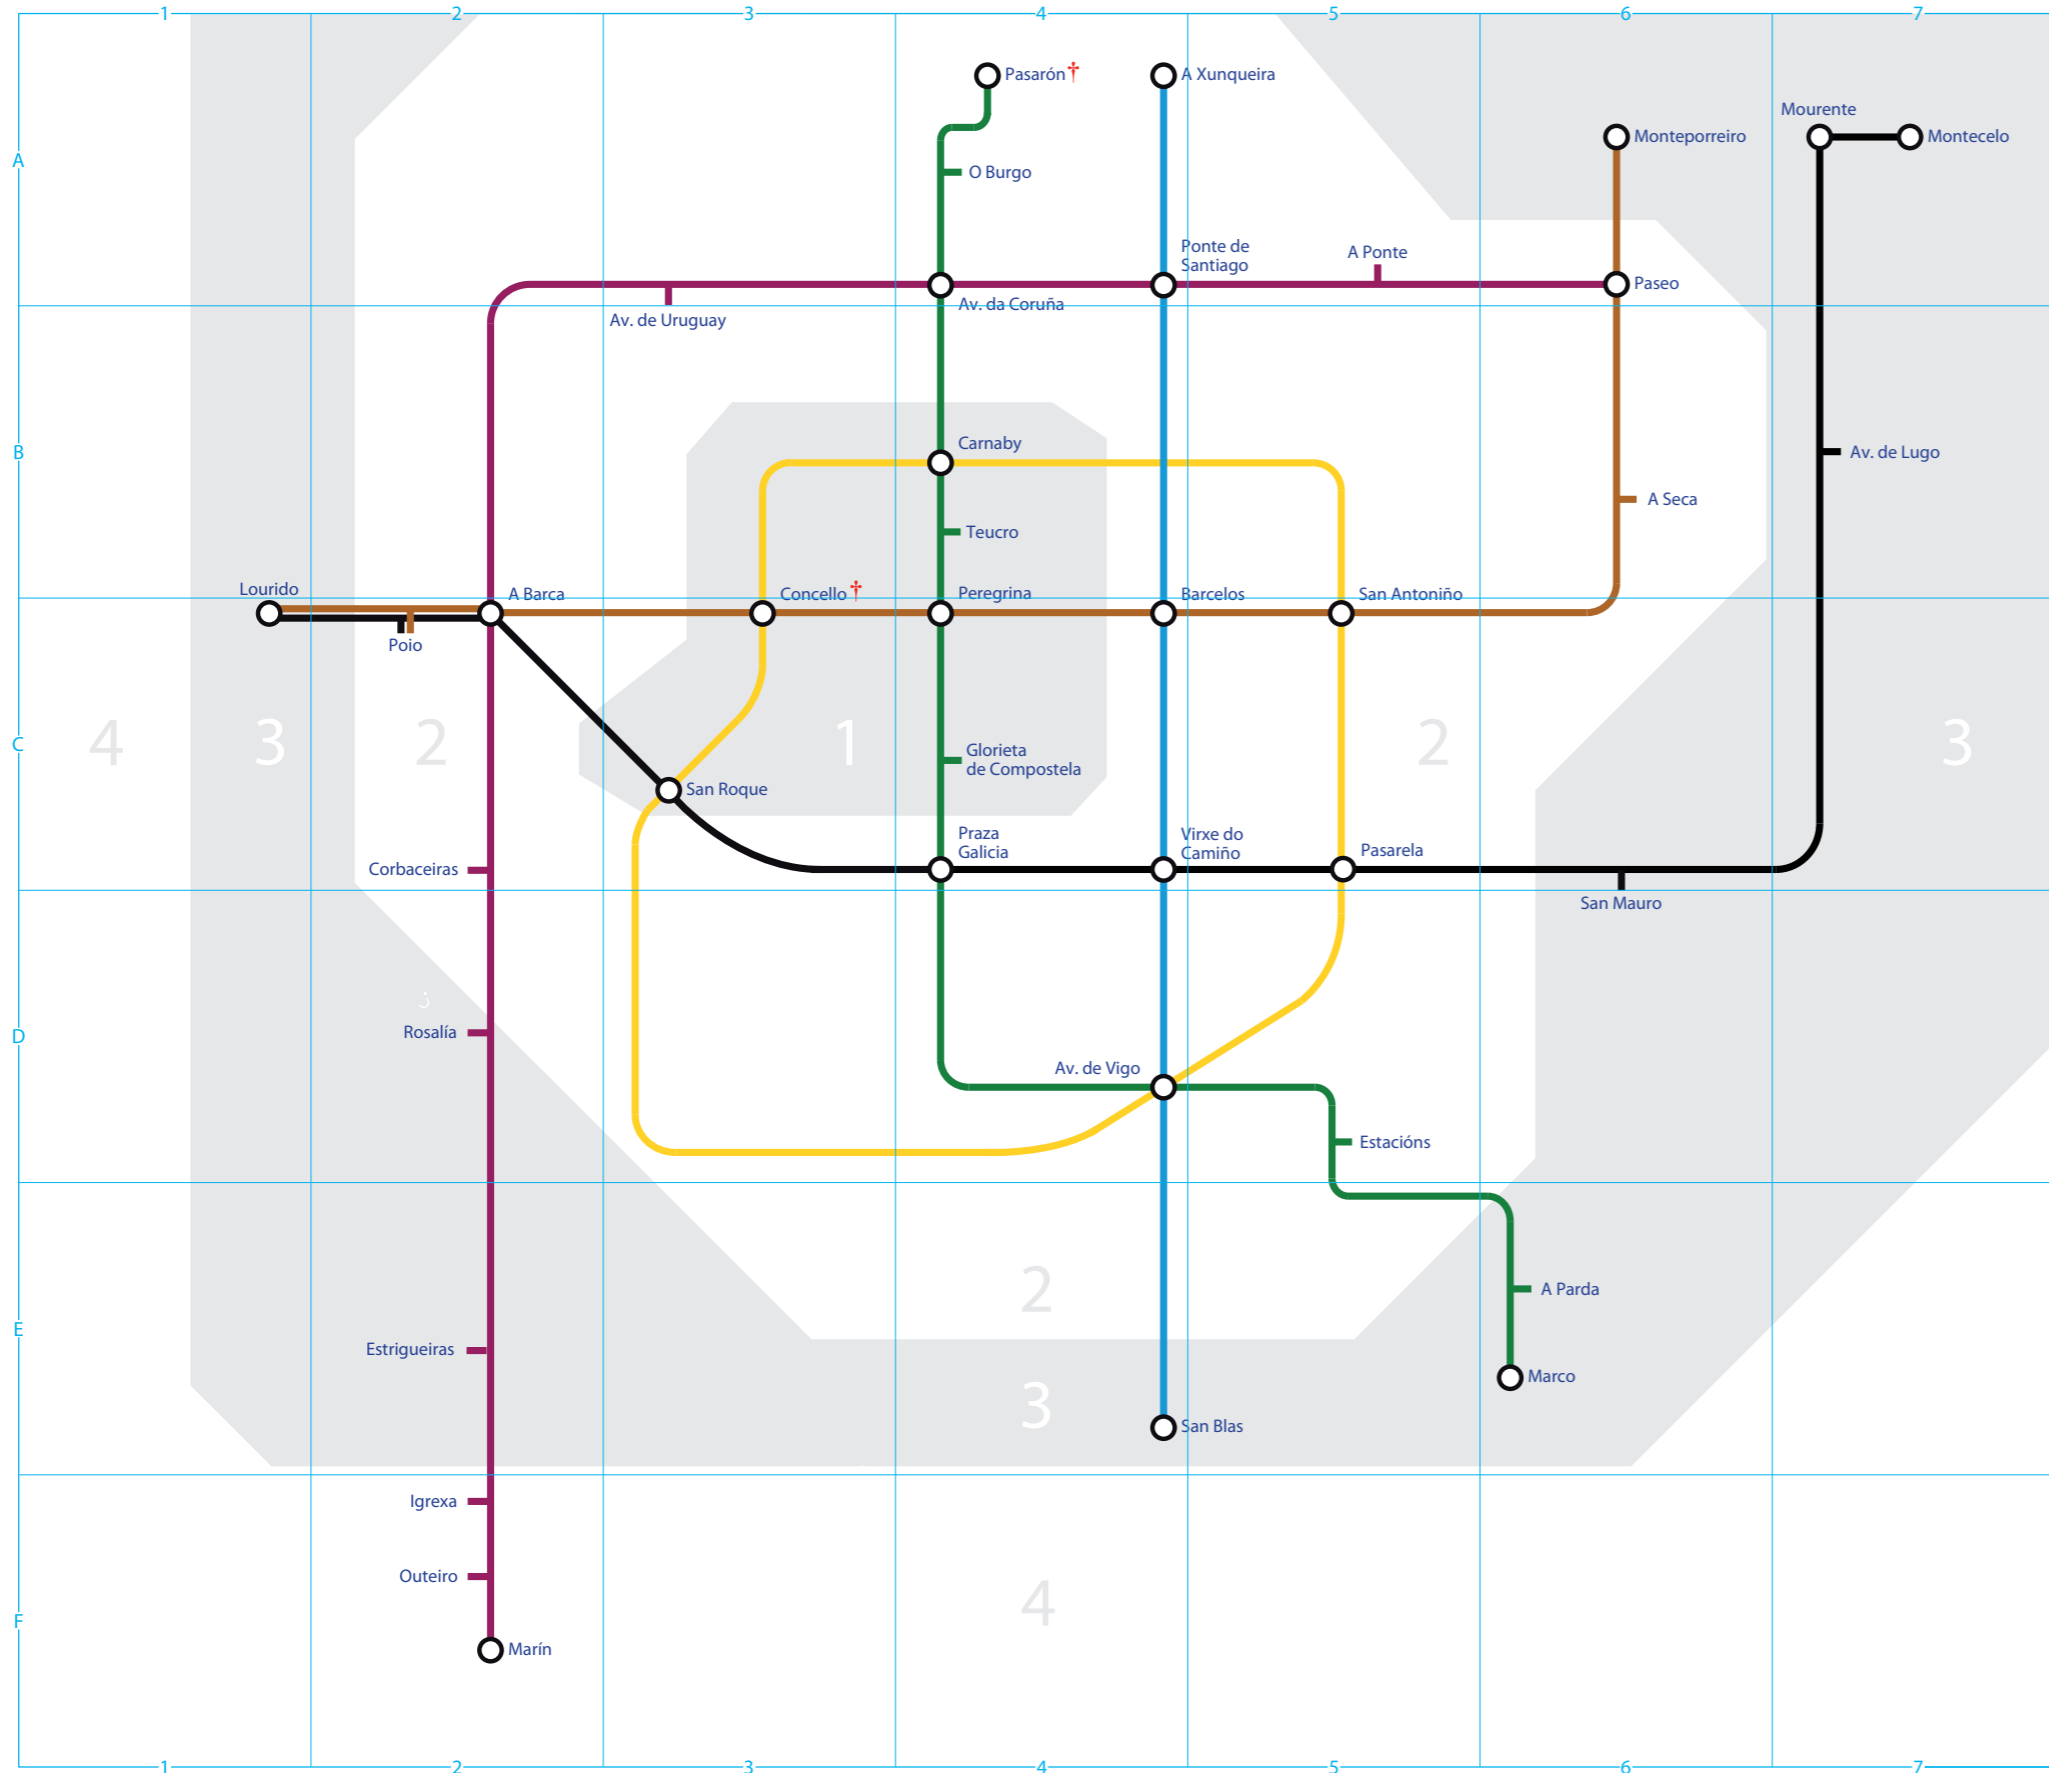 1
2
3
4
5
6
7
Pasarón†
A Xunqueira
Mourente
Monteporreiro
Montecelo
A
O Burgo
Ponte de
Santiago
A Ponte
Paseo
Av. da Coruña
Av. de Uruguay
Carnaby
B
Av. de Lugo
A Seca
Teucro
Lourido
A Barca
Concello†
Peregrina
Barcelos
San Antoniño
Poio
C
4
3
2
1
2
3
Glorieta
de Compostela
San Roque
Praza
Galicia
Virxe do
Camiño
Pasarela
Corbaceiras
San Mauro
Rosalía
D
Av. de Vigo
Estacións
2
A Parda
E
Estrigueiras
Marco
3
San Blas
Igrexa
Outeiro
4
F
Marín
1
2
3
4
5
6
7